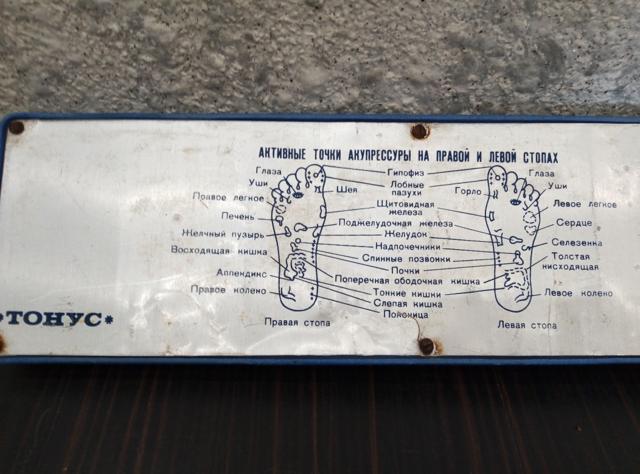 АКТИВНЫЕ ТОЧКИ АКУПРЕССУРЫ НА ПРАВОЙ И ЛЕВОЙ СТОПАХ
Глаза
Уши
Правое легкое
Печень
Желчный пузырь
Восходящая кишка
Аппендикс
Правое колено
Шея
Гипофиз
Лобные
пазухи
Щитовидная
железа
Поджелудочная железа
Желудок
Надпочечники
Спинные позвонки
Почки
Поперечная ободочная кишка
Тонкие кишки
Слепая кишка
Поясница
Горло
Глаза
Уши
Левое легкое
Сердце
Селезенка
Толстая
нисходящая
Левое колено
Правая стопа
Левая стопа
*ТОНУС*